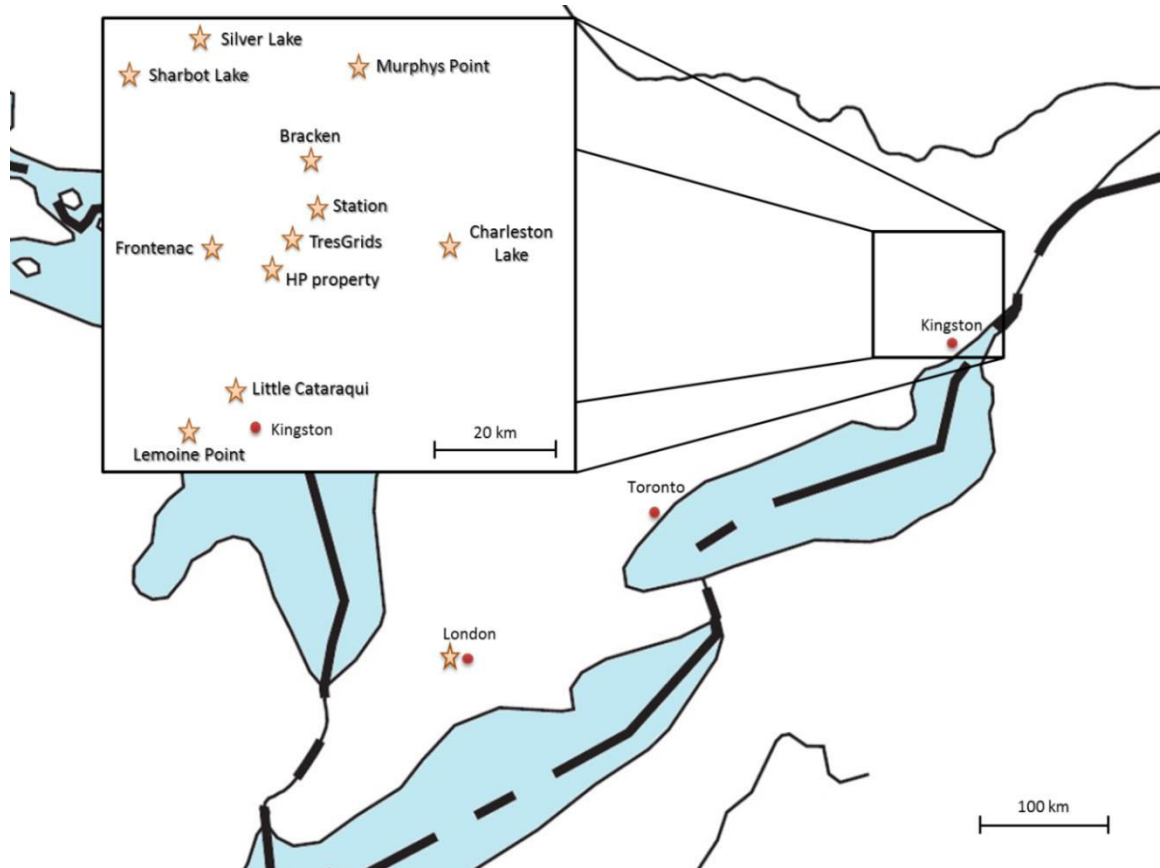 Silver Lake
Sharbot Lake
Murphys Point
Bracken
Station
Frontenac
TresGrids
Charleston
Lake
HP property
Little Cataraqui
Kingston
Lemoine Point
20 km
Kingston
Toronto
London
100 km